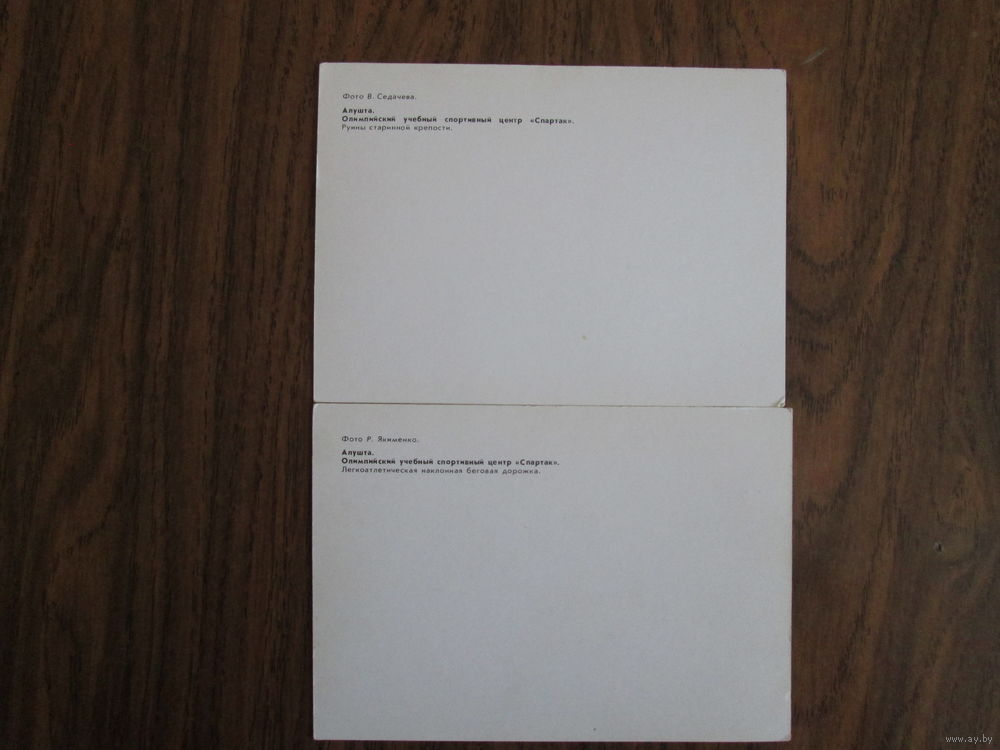 Фото В. Седачева.
Алушта.
Олимпийский учебный спортивный центр «Спартак».
Руины старинной крепости.
Фото Р. Якименко.
Алушта.
Олимпийский учебный спортивный центр «Спартак».
Легкоатлетическая наклонная беговая дорожка.
www.ay.by